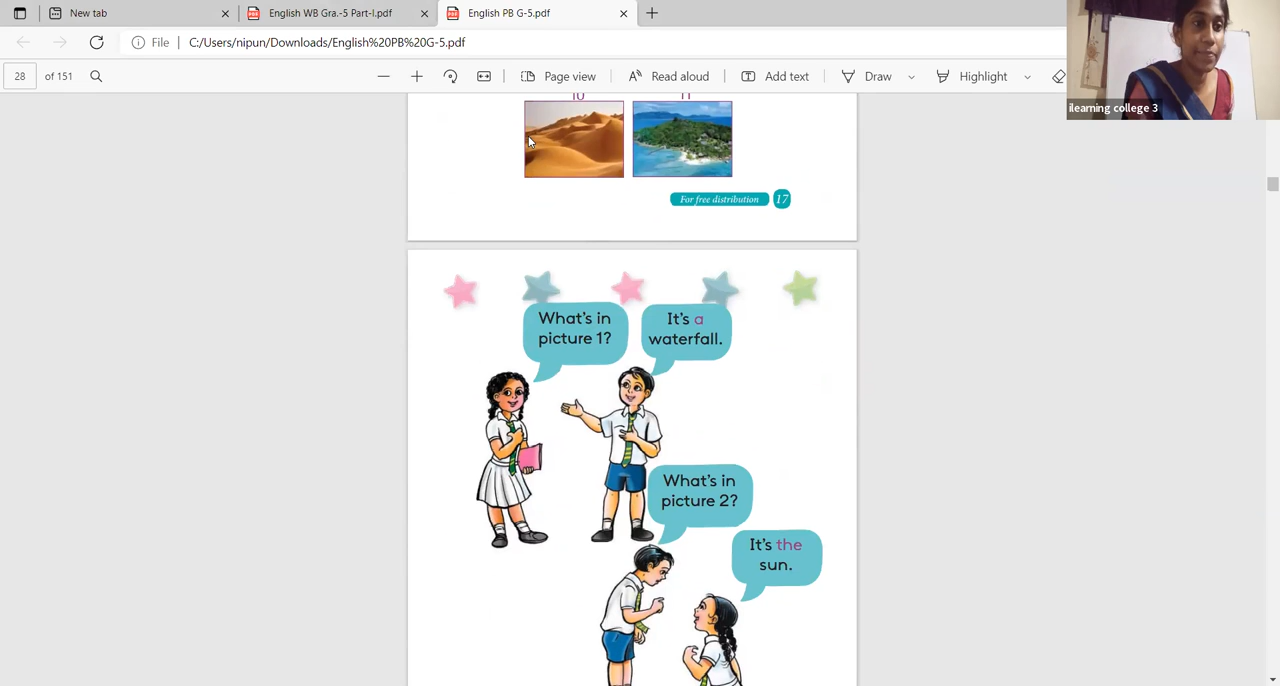 New tab
English WB Gra.-5 Part-I.pdf
English PB G-5.pdf
File
C:/Users/nipun/Downloads/English%20PB%20G-5.pdf
28 of 151
Page view
Read aloud
Add text
Draw
Highlight
ilearning college 3
10 11
For free distribution 17
What's in
picture 1?
It's a
waterfall.
What's in
picture 2?
It's the
sun.